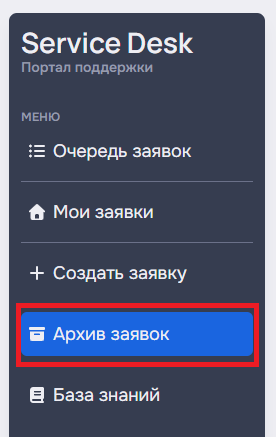 Service Desk
Портал поддержки
МЕНЮ
Очередь заявок
Мои заявки
Создать заявку
Архив заявок
База знаний